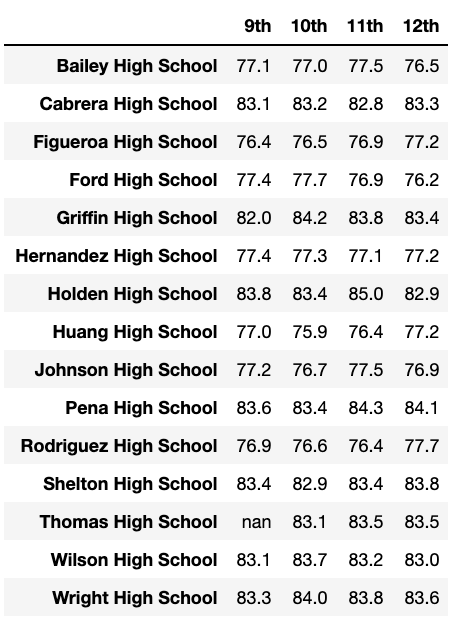 9th 10th 11th 12th
Bailey High School 77.1 77.0 77.5 76.5
Cabrera High School 83.1 83.2 82.8 83.3
Figueroa High School 76.4 76.5 76.9 77.2
Ford High School 77.4 77.7 76.9 76.2
Griffin High School 82.0 84.2 83.8 83.4
Hernandez High School 77.4 77.3 77.1 77.2
Holden High School 83.8 83.4 85.0 82.9
Huang High School 77.0 75.9 76.4 77.2
Johnson High School 77.2 76.7 77.5 76.9
Pena High School 83.6 83.4 84.3 84.1
Rodriguez High School 76.9 76.6 76.4 77.7
Shelton High School 83.4 82.9 83.4 83.8
Thomas High School nan 83.1 83.5 83.5
Wilson High School 83.1 83.7 83.2 83.0
Wright High School 83.3 84.0 83.8 83.6